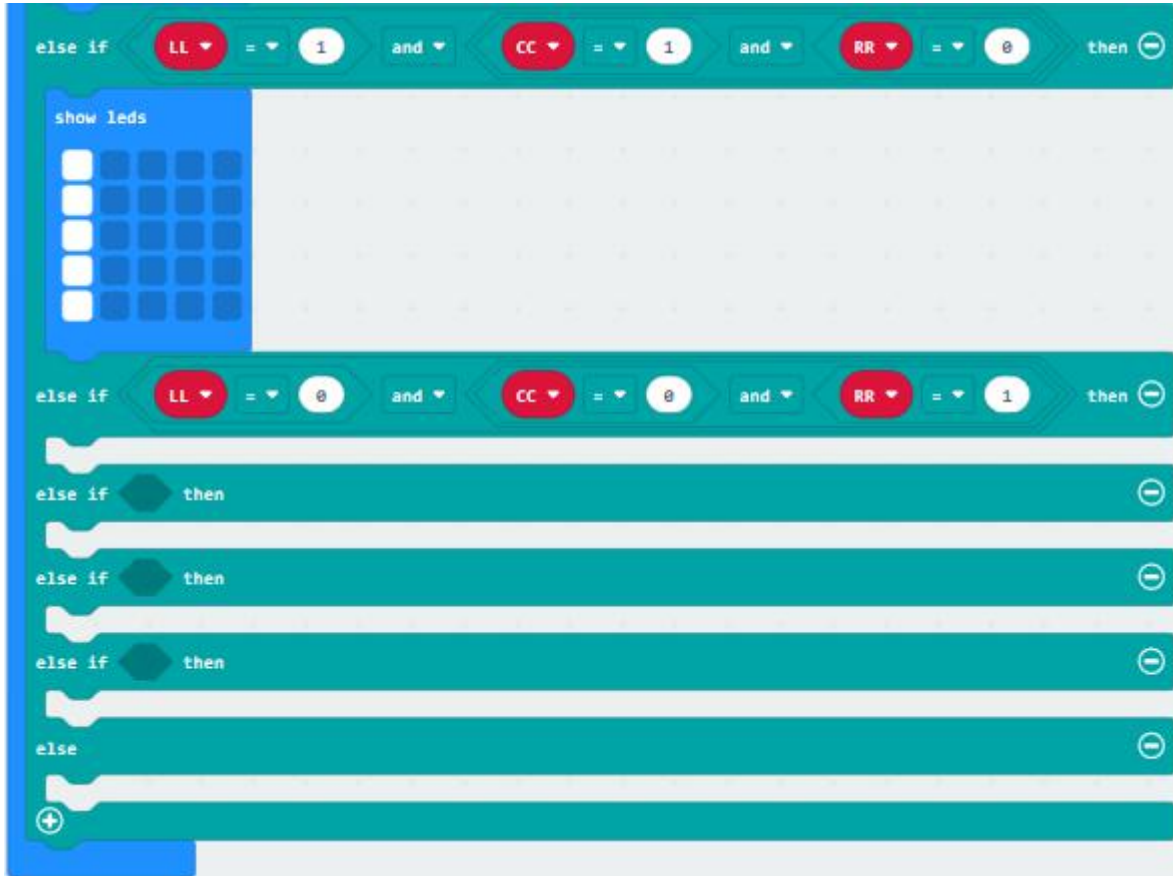 else if LL = 1 and CC = 1 and RR = 0 then
show leds
else if LL = 0 and CC = 0 and RR = 1 then
else if then
else if then
else if then
else